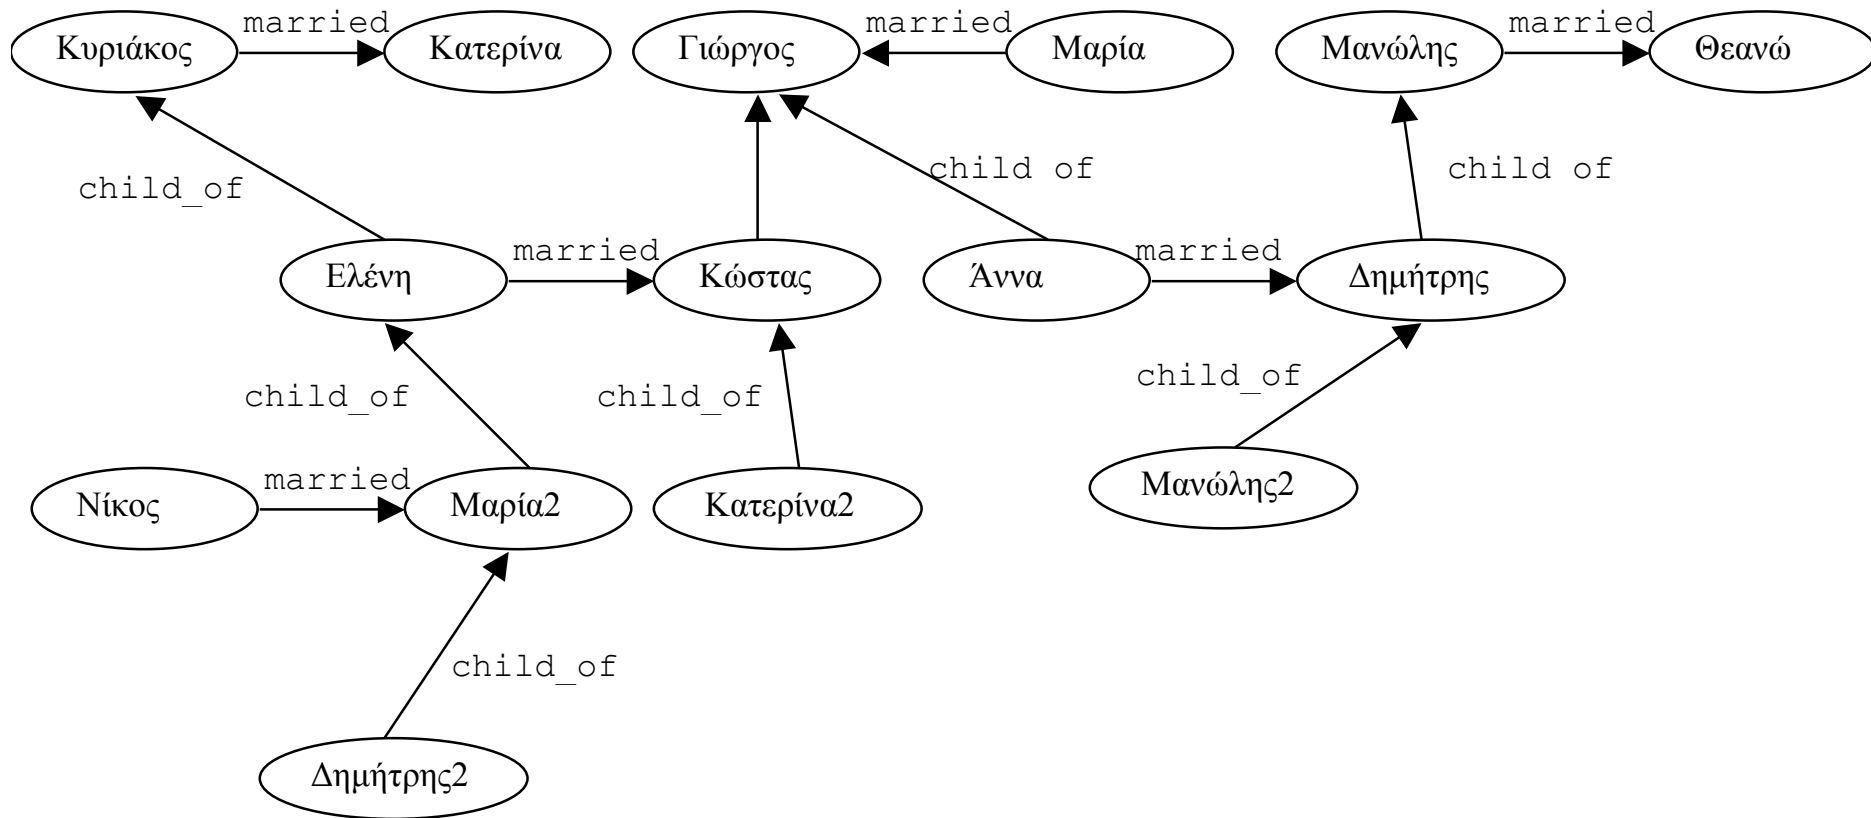 married married married
Κυριάκος Κατερίνα Γιώργος Μαρία Μανώλης Θεανώ
child_of child of child of
married married married
Ελένη Κώστας Άννα Δημήτρης
child_of child_of child_of
married
Νίκος Μαρία2 Κατερίνα2 Μανώλης2
child_of
Δημήτρης2